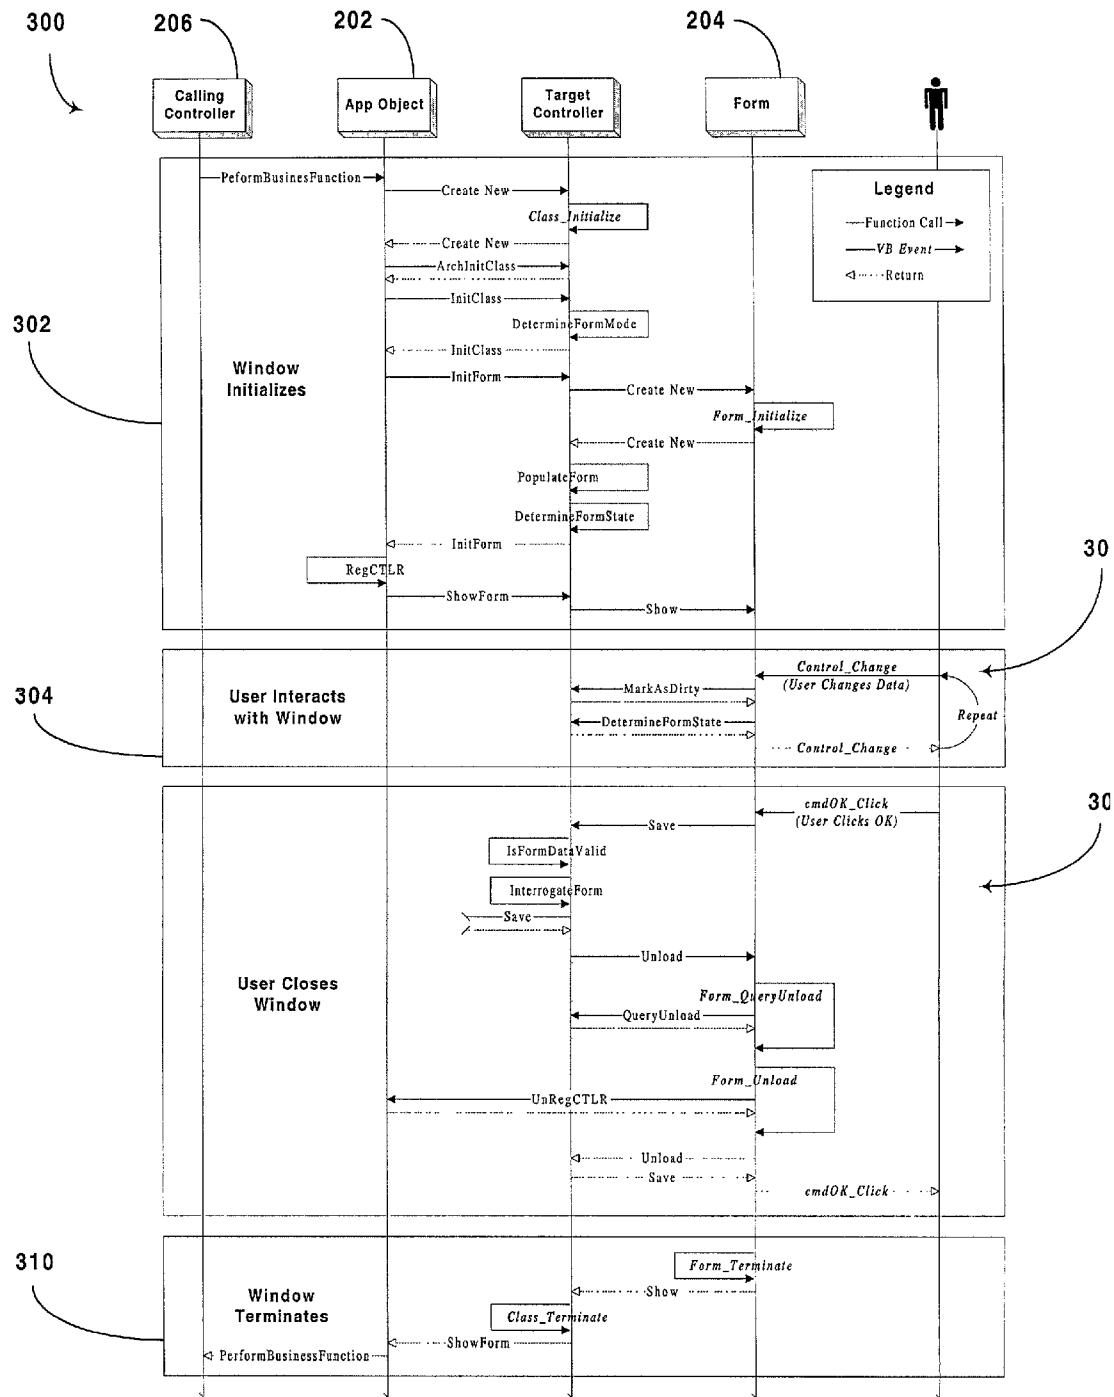 300
206
202
204
Calling
Controller
App Object
Target
Controller
Form
PeformBusinesFunction
Create New
Class_Initialize
Create New
ArchInitClass
InitClass
DetermineFormMode
InitClass
InitForm
Create New
Form_Initialize
Create New
PopulateForm
DetermineFormState
InitForm
RegCTLR
ShowForm
Show
Legend
Function Call
VB Event
Return
302
Window
Initializes
30
304
User Interacts
with Window
Control_Change
(User Changes Data)
MarkAsDirty
DetermineFormState
Repeat
Control_Change
30
cmdOK_Click
(User Clicks OK)
Save
IsFormDataValid
InterrogateForm
Save
Unload
User Closes
Window
Form_QueryUnload
QueryUnload
Form_Unload
UnRegCTLR
Unload
Save
cmdOK_Click
310
Window
Terminates
Form_Terminate
Show
Class_Terminate
ShowForm
PerformBusinessFunction